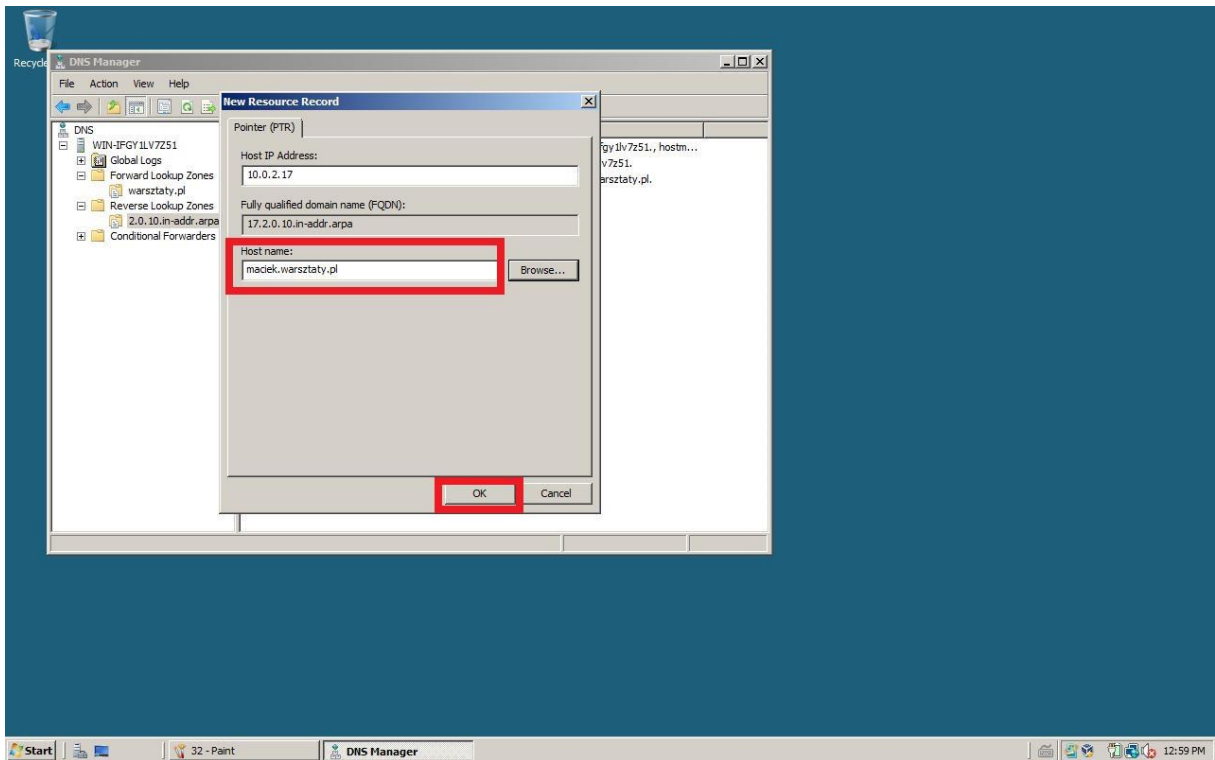 Recycle
DNS Manager
File Action View Help
New Resource Record
Pointer (PTR)
Host IP Address:
10.0.2.17
Fully qualified domain name (FQDN):
17.2.0.10.in-addr.arpa
Host name:
maciek.warsztaty.pl
Browse...
OK Cancel
DNS
WIN-IFGY1LV7Z51
Global Logs
Forward Lookup Zones
warsztaty.pl
Reverse Lookup Zones
2.0.10.in-addr.arpa
Conditional Forwarders
fgy1lv7z51., hostm...
v7z51.
arsztaty.pl.
Start
32 - Paint
DNS Manager
12:59 PM